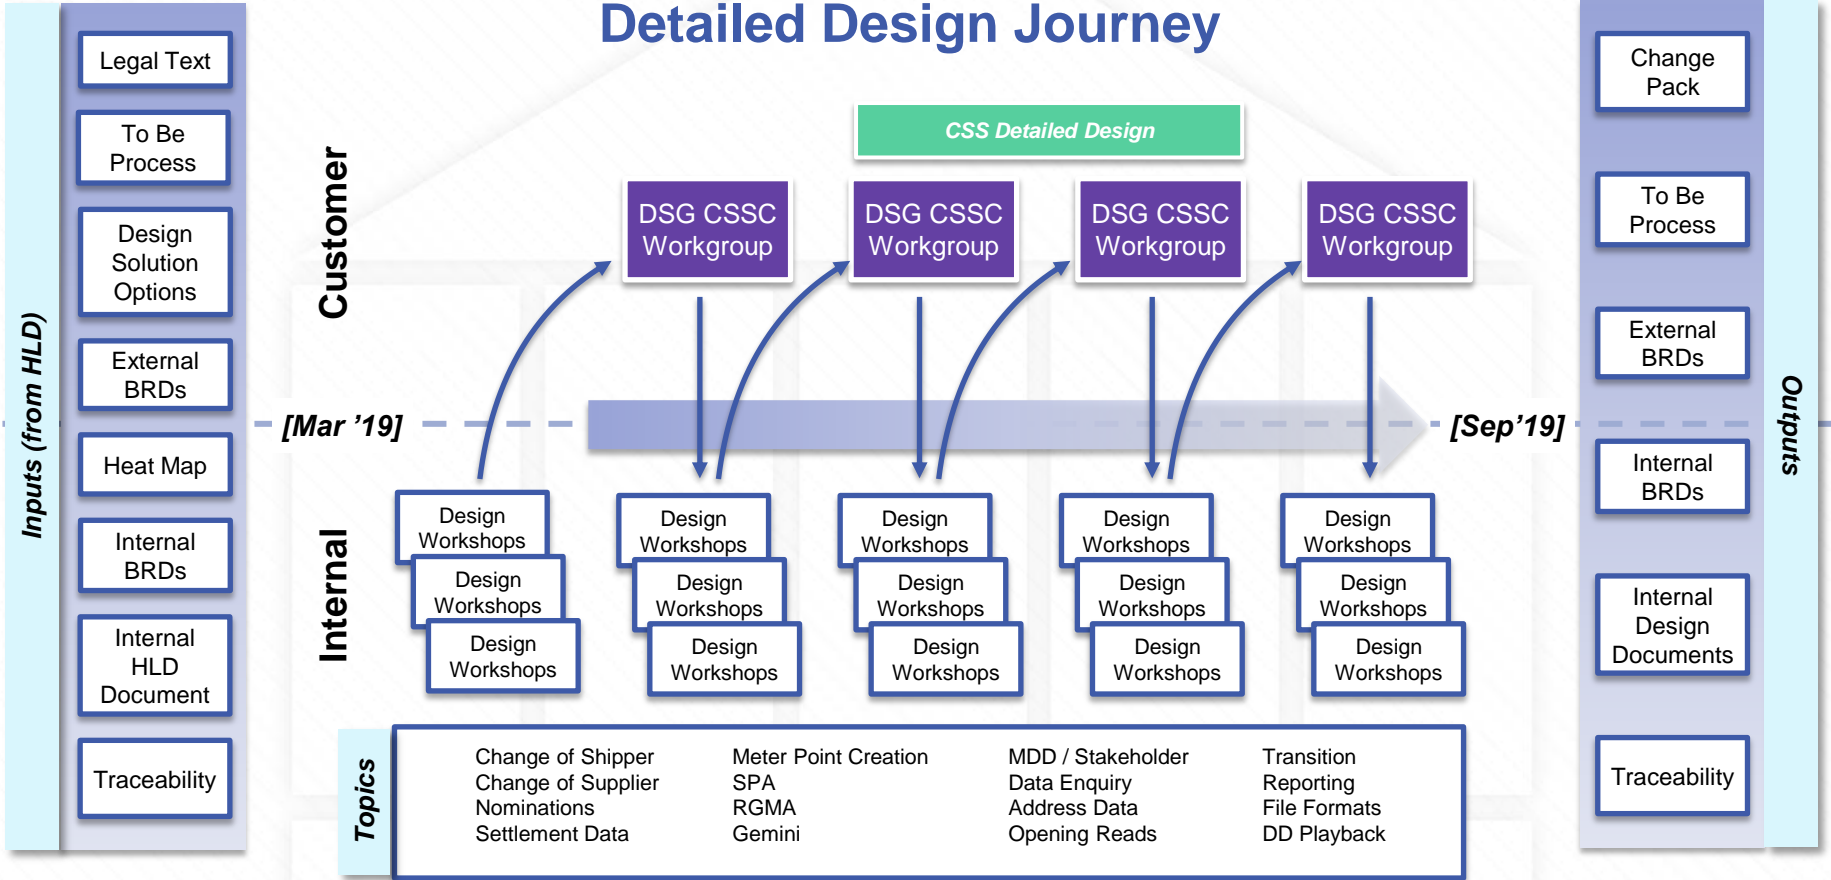 Detailed Design Journey
Inputs (from HLD)
Legal Text
To Be
Process
Design
Solution
Options
External
BRDs
Heat Map
Internal
BRDs
Internal
HLD
Document
Traceability
Customer
CSS Detailed Design
DSG CSSC
Workgroup
DSG CSSC
Workgroup
DSG CSSC
Workgroup
DSG CSSC
Workgroup
[Mar '19]
[Sep'19]
Internal
Design
Workshops
Design
Workshops
Design
Workshops
Design
Workshops
Design
Workshops
Design
Workshops
Design
Workshops
Design
Workshops
Design
Workshops
Design
Workshops
Design
Workshops
Design
Workshops
Design
Workshops
Design
Workshops
Design
Workshops
Topics
Change of Shipper
Change of Supplier
Nominations
Settlement Data
Meter Point Creation
SPA
RGMA
Gemini
MDD / Stakeholder
Data Enquiry
Address Data
Opening Reads
Transition
Reporting
File Formats
DD Playback
Change
Pack
To Be
Process
External
BRDs
Internal
BRDs
Internal
Design
Documents
Traceability
Outputs